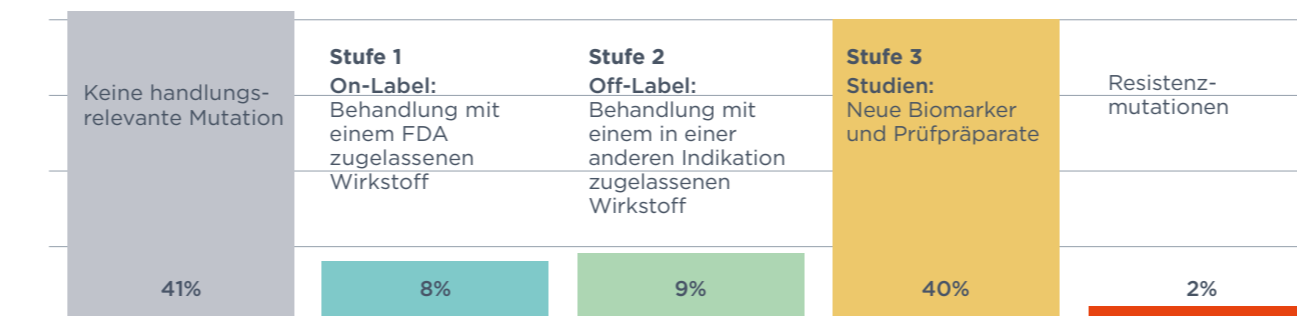 Keine handlungs-
relevante Mutation
41%
Stufe 1
On-Label:
Behandlung mit
einem FDA
zugelassenen
Wirkstoff
8%
Stufe 2
Off-Label:
Behandlung mit
einem in einer
anderen Indikation
zugelassenen
Wirkstoff
9%
Stufe 3
Studien:
Neue Biomarker
und Prüfpräparate
40%
Resistenz-
mutationen
2%